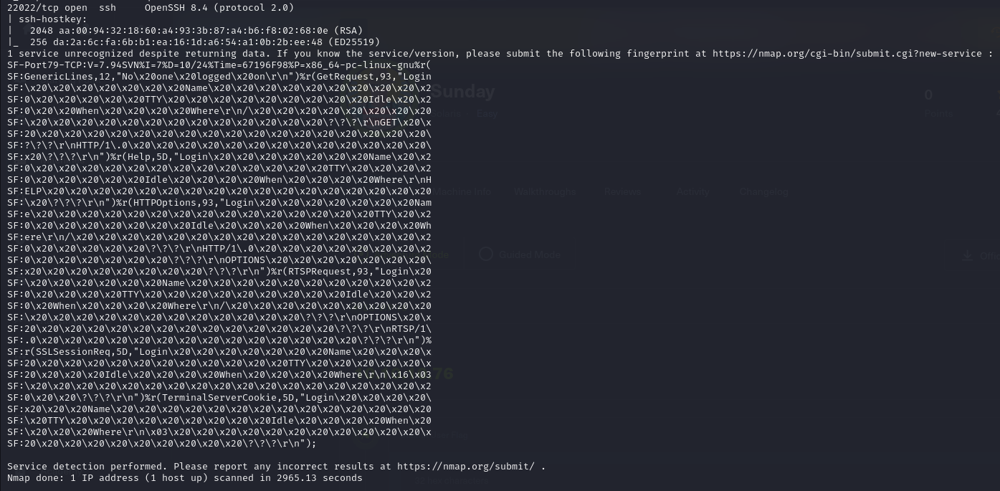 22022/tcp open  ssh     OpenSSH 8.4 (protocol 2.0)
| ssh-hostkey:
|   2048 aa:00:94:32:18:60:a4:93:3b:87:a4:b6:f8:02:68:0e (RSA)
|_  256 da:2a:6c:fa:6b:b1:ea:16:1d:a6:54:a1:0b:2b:ee:48 (ED25519)
1 service unrecognized despite returning data. If you know the service/version, please submit the following fingerprint at https://nmap.org/cgi-bin/submit.cgi?new-service :
SF-Port79-TCP:V=7.94SVN%I=7%D=10/24%Time=67196F98%P=x86_64-pc-linux-gnu%r(
SF:GenericLines,12,"No\x20one\x20logged\x20on\r\n")%r(GetRequest,93,"Login
SF:\x20\x20\x20\x20\x20\x20\x20Name\x20\x20\x20\x20\x20\x20\x20\x20\x20\x2
SF:0\x20\x20\x20\x20\x20TTY\x20\x20\x20\x20\x20\x20\x20\x20\x20Idle\x20\x2
SF:0\x20\x20When\x20\x20\x20\x20Where\r\n/\x20\x20\x20\x20\x20\x20\x20\x20
SF:\x20\x20\x20\x20\x20\x20\x20\x20\x20\x20\x20\x20\x20\?\?\?\r\nGET\x20\x
SF:20\x20\x20\x20\x20\x20\x20\x20\x20\x20\x20\x20\x20\x20\x20\x20\x20\x20\
SF:?\?\?\r\nHTTP/1\.0\x20\x20\x20\x20\x20\x20\x20\x20\x20\x20\x20\x20\x20\
SF:x20\?\?\?\r\n")%r(Help,5D,"Login\x20\x20\x20\x20\x20\x20\x20Name\x20\x2
SF:0\x20\x20\x20\x20\x20\x20\x20\x20\x20\x20\x20\x20\x20TTY\x20\x20\x20\x2
SF:0\x20\x20\x20\x20\x20Idle\x20\x20\x20\x20When\x20\x20\x20\x20Where\r\nH
SF:ELP\x20\x20\x20\x20\x20\x20\x20\x20\x20\x20\x20\x20\x20\x20\x20\x20\x20
SF:\x20\?\?\?\r\n")%r(HTTPOptions,93,"Login\x20\x20\x20\x20\x20\x20\x20Nam
SF:e\x20\x20\x20\x20\x20\x20\x20\x20\x20\x20\x20\x20\x20\x20\x20TTY\x20\x2
SF:0\x20\x20\x20\x20\x20\x20\x20Idle\x20\x20\x20\x20When\x20\x20\x20\x20Wh
SF:ere\r\n/\x20\x20\x20\x20\x20\x20\x20\x20\x20\x20\x20\x20\x20\x20\x20\x2
SF:0\x20\x20\x20\x20\x20\?\?\?\r\nHTTP/1\.0\x20\x20\x20\x20\x20\x20\x20\x2
SF:0\x20\x20\x20\x20\x20\x20\?\?\?\r\nOPTIONS\x20\x20\x20\x20\x20\x20\x20\
SF:x20\x20\x20\x20\x20\x20\x20\x20\?\?\?\r\n")%r(RTSPRequest,93,"Login\x20
SF:\x20\x20\x20\x20\x20\x20Name\x20\x20\x20\x20\x20\x20\x20\x20\x20\x20\x2
SF:0\x20\x20\x20\x20TTY\x20\x20\x20\x20\x20\x20\x20\x20\x20Idle\x20\x20\x2
SF:0\x20When\x20\x20\x20\x20Where\r\n/\x20\x20\x20\x20\x20\x20\x20\x20\x20
SF:\x20\x20\x20\x20\x20\x20\x20\x20\x20\x20\x20\x20\?\?\?\r\nOPTIONS\x20\x
SF:20\x20\x20\x20\x20\x20\x20\x20\x20\x20\x20\x20\x20\x20\?\?\?\r\nRTSP/1\
SF:.0\x20\x20\x20\x20\x20\x20\x20\x20\x20\x20\x20\x20\x20\x20\?\?\?\r\n")%
SF:r(SSLSessionReq,5D,"Login\x20\x20\x20\x20\x20\x20\x20Name\x20\x20\x20\x
SF:20\x20\x20\x20\x20\x20\x20\x20\x20\x20\x20\x20TTY\x20\x20\x20\x20\x20\x
SF:20\x20\x20\x20Idle\x20\x20\x20\x20When\x20\x20\x20\x20Where\r\n\x16\x03
SF:\x20\x20\x20\x20\x20\x20\x20\x20\x20\x20\x20\x20\x20\x20\x20\x20\x20\x2
SF:0\x20\x20\?\?\?\r\n")%r(TerminalServerCookie,5D,"Login\x20\x20\x20\x20\
SF:x20\x20\x20Name\x20\x20\x20\x20\x20\x20\x20\x20\x20\x20\x20\x20\x20\x20
SF:\x20TTY\x20\x20\x20\x20\x20\x20\x20\x20\x20Idle\x20\x20\x20\x20When\x20
SF:\x20\x20\x20Where\r\n\x03\x20\x20\x20\x20\x20\x20\x20\x20\x20\x20\x20\x
SF:20\x20\x20\x20\x20\x20\x20\x20\x20\x20\?\?\?\r\n");
Service detection performed. Please report any incorrect results at https://nmap.org/submit/ .
Nmap done: 1 IP address (1 host up) scanned in 2965.13 seconds
Sunday
0
Easy
Machine Info
Walkthroughs
Reviews
Activity
Changelog
Guided Mode
76